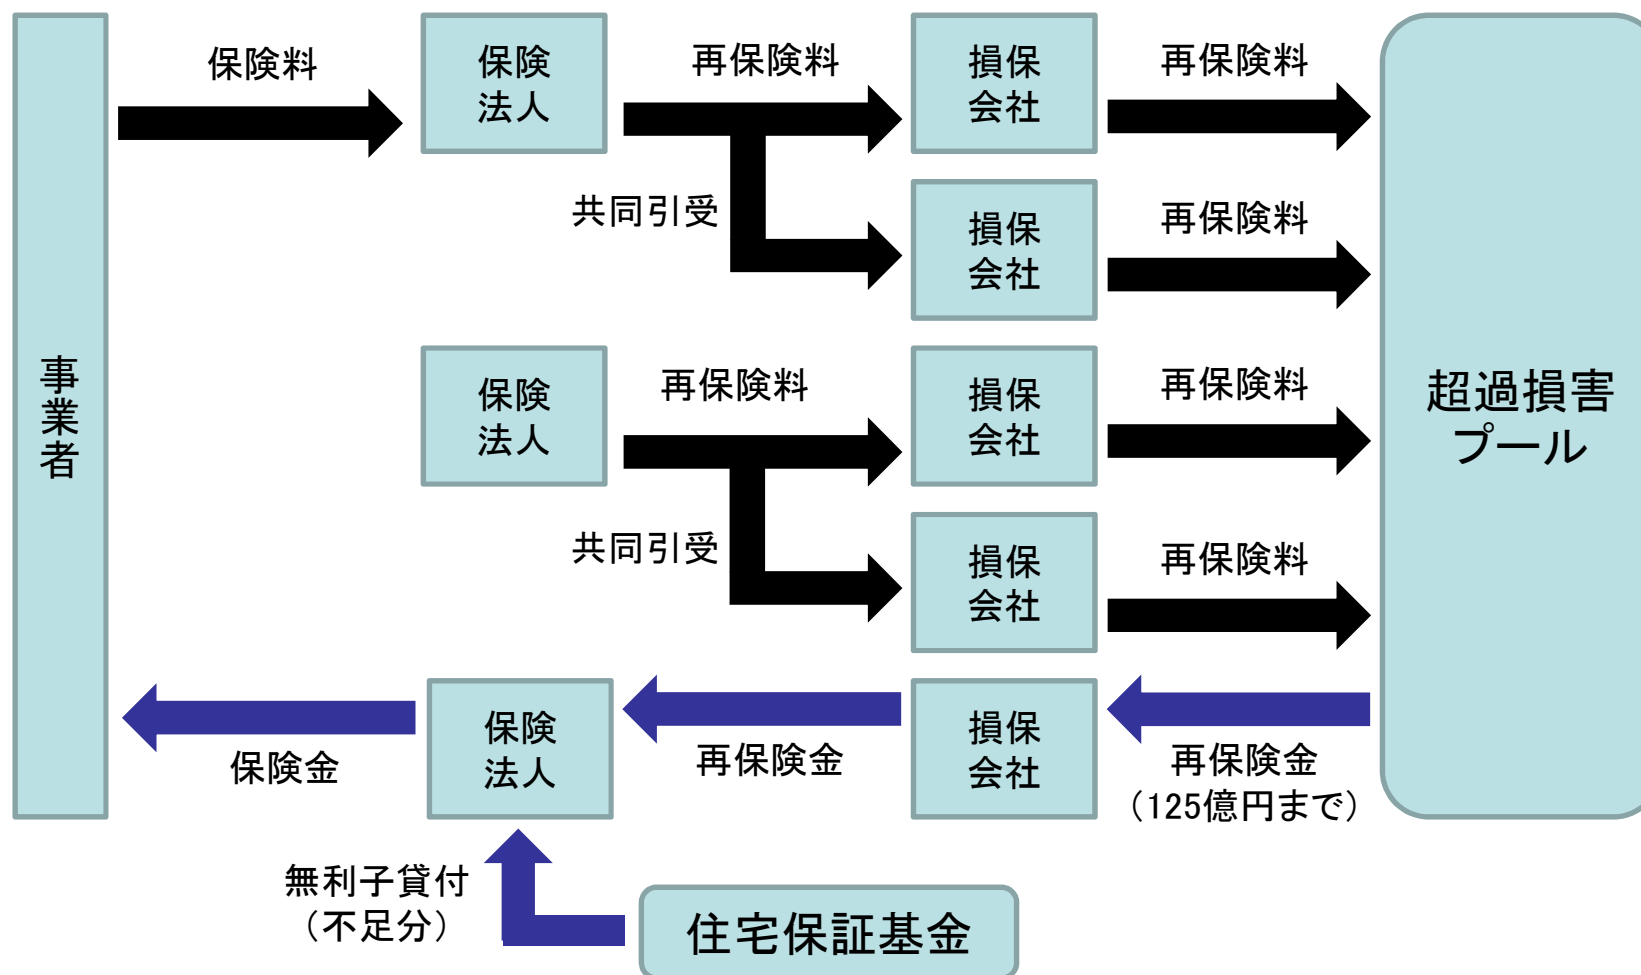 保険料
保険
法人
再保険料
損保
会社
再保険料
共同引受
損保
会社
再保険料
事業者
保険
法人
再保険料
損保
会社
再保険料
超過損害
プール
共同引受
損保
会社
再保険料
保険金
保険
法人
再保険金
損保
会社
再保険金
（125億円まで）
無利子貸付
（不足分）
住宅保証基金